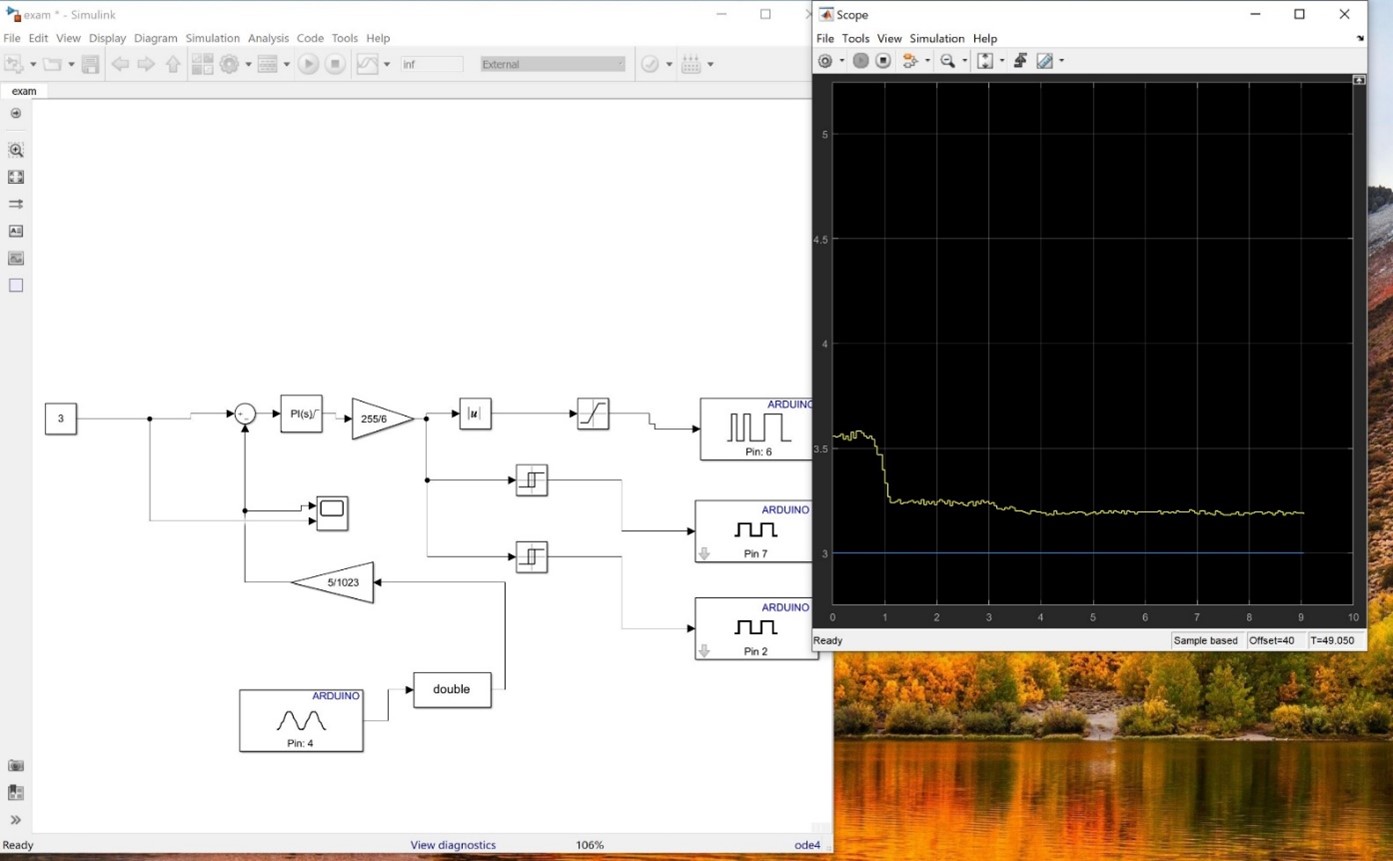 exam * - Simulink
File Edit View Display Diagram Simulation Analysis Code Tools Help
inf
External
exam
3
+
-
PI(s)
255/6
|u|
ARDUINO
Pin: 6
ARDUINO
Pin 7
5/1023
ARDUINO
Pin 2
ARDUINO
Pin: 4
double
Ready
View diagnostics
106%
ode4
Scope
File Tools View Simulation Help
5
4.5
4
3.5
3
0 1 2 3 4 5 6 7 8 9 10
Ready
Sample based
Offset=40
T=49.050